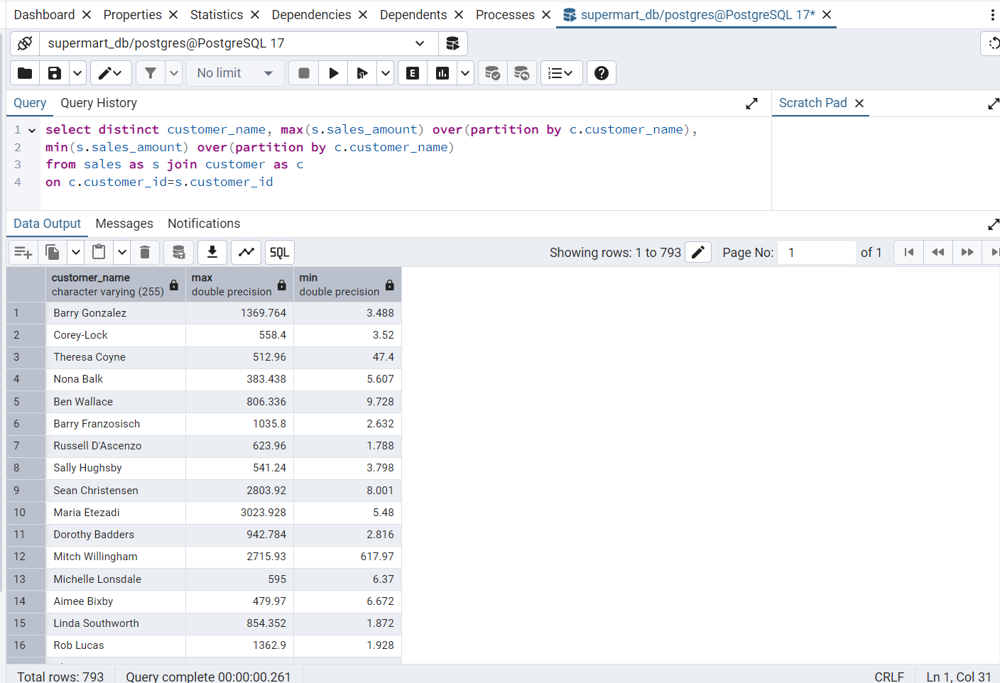 Dashboard Properties Statistics Dependencies Dependents Processes supermart_db/postgres@PostgreSQL 17*
supermart_db/postgres@PostgreSQL 17
No limit E
Query Query History Scratch Pad
1 select distinct customer_name, max(s.sales_amount) over(partition by c.customer_name),
2 min(s.sales_amount) over(partition by c.customer_name)
3 from sales as s join customer as c
4 on c.customer_id=s.customer_id
Data Output Messages Notifications
SQL Showing rows: 1 to 793 Page No: 1 of 1
customer_name max min
character varying (255) double precision double precision
1 Barry Gonzalez 1369.764 3.488
2 Corey-Lock 558.4 3.52
3 Theresa Coyne 512.96 47.4
4 Nona Balk 383.438 5.607
5 Ben Wallace 806.336 9.728
6 Barry Franzosisch 1035.8 2.632
7 Russell D'Ascenzo 623.96 1.788
8 Sally Hughsby 541.24 3.798
9 Sean Christensen 2803.92 8.001
10 Maria Etezadi 3023.928 5.48
11 Dorothy Badders 942.784 2.816
12 Mitch Willingham 2715.93 617.97
13 Michelle Lonsdale 595 6.37
14 Aimee Bixby 479.97 6.672
15 Linda Southworth 854.352 1.872
16 Rob Lucas 1362.9 1.928
Total rows: 793 Query complete 00:00:00.261 CRLF Ln 1, Col 31